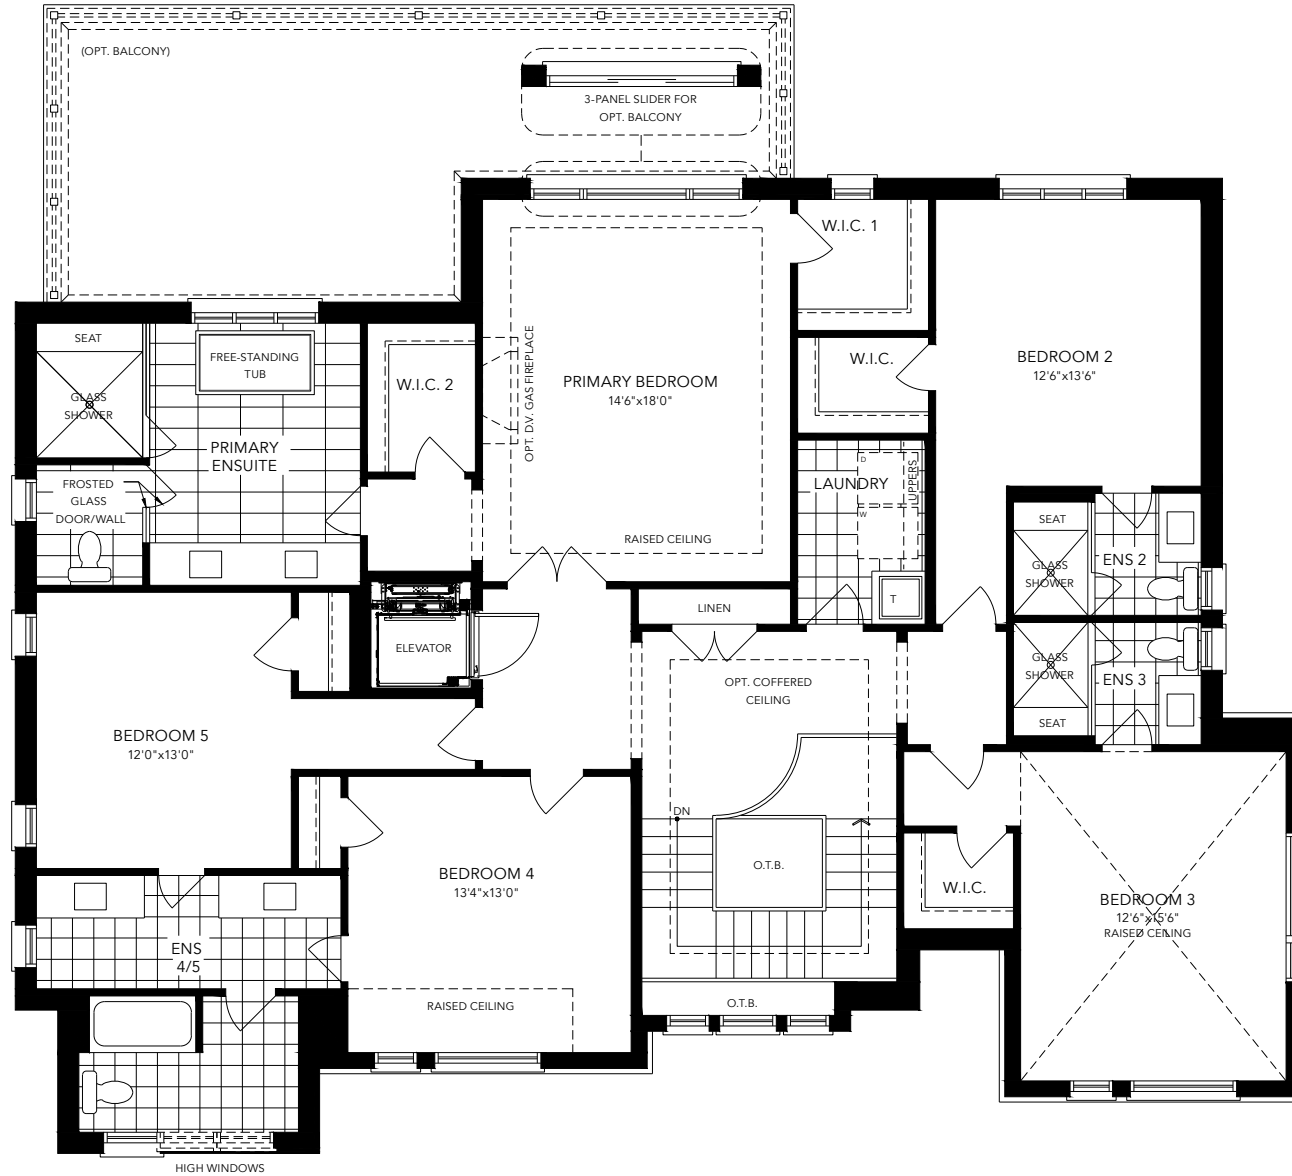 (OPT. BALCONY)
3-PANEL SLIDER FOR
OPT. BALCONY
W.I.C. 1
SEAT
FREE-STANDING
TUB
GLASS
SHOWER
W.I.C. 2
OPT. D.V. GAS FIREPLACE
PRIMARY BEDROOM
14'6"x18'0"
W.I.C.
BEDROOM 2
12'6"x13'6"
PRIMARY
ENSUITE
FROSTED
GLASS
DOOR/WALL
RAISED CEILING
LAUNDRY
D
W
UPPERS
T
SEAT
GLASS
SHOWER
ENS 2
LINEN
ELEVATOR
GLASS
SHOWER
ENS 3
SEAT
OPT. COFFERED
CEILING
BEDROOM 5
12'0"x13'0"
DN
O.T.B.
BEDROOM 4
13'4"x13'0"
W.I.C.
BEDROOM 3
12'6"x15'6"
RAISED CEILING
ENS
4/5
RAISED CEILING
O.T.B.
HIGH WINDOWS